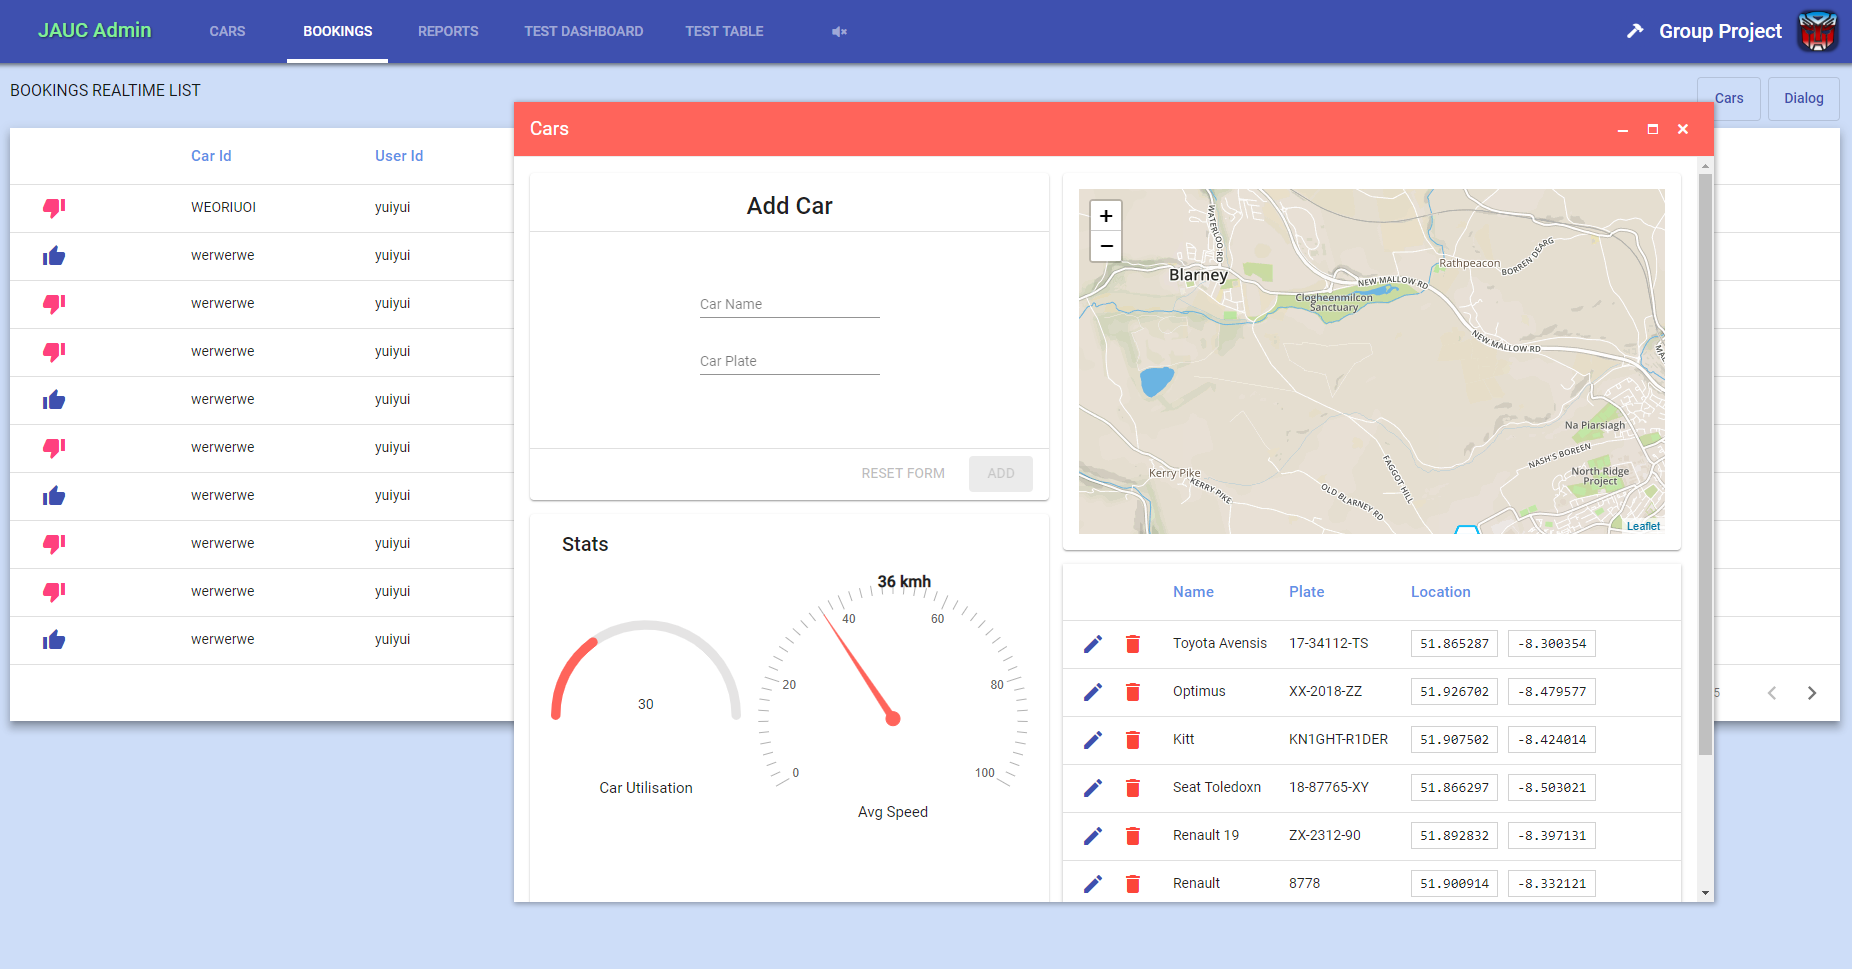 JAUC Admin CARS BOOKINGS REPORTS TEST DASHBOARD TEST TABLE Group Project
BOOKINGS REALTIME LIST
Cars Dialog
Car Id User Id
WEORIUOI yuiyui
werwerwe yuiyui
werwerwe yuiyui
werwerwe yuiyui
werwerwe yuiyui
werwerwe yuiyui
werwerwe yuiyui
werwerwe yuiyui
werwerwe yuiyui
werwerwe yuiyui
5
Cars
Add Car
Car Name
Car Plate
RESET FORM ADD
Stats
30
Car Utilisation
36 kmh
0
20
40
60
80
100
Avg Speed
+
−
WATERLOO RD
Blarney
Rathpeacon
BORREN DEARG
NEW MALLOW RD
Clogheenmilcon
Sanctuary
NEW MALLOW RD
MA
Na Piarsiagh
NASH'S BOREEN
North Ridge
Project
FAGGOT HILL
Kerry Pike
KERRY PIKE
OLD BLARNEY RD
Leaflet
Name Plate Location
Toyota Avensis 17-34112-TS 51.865287 -8.300354
Optimus XX-2018-ZZ 51.926702 -8.479577
Kitt KN1GHT-R1DER 51.907502 -8.424014
Seat Toledoxn 18-87765-XY 51.866297 -8.503021
Renault 19 ZX-2312-90 51.892832 -8.397131
Renault 8778 51.900914 -8.332121